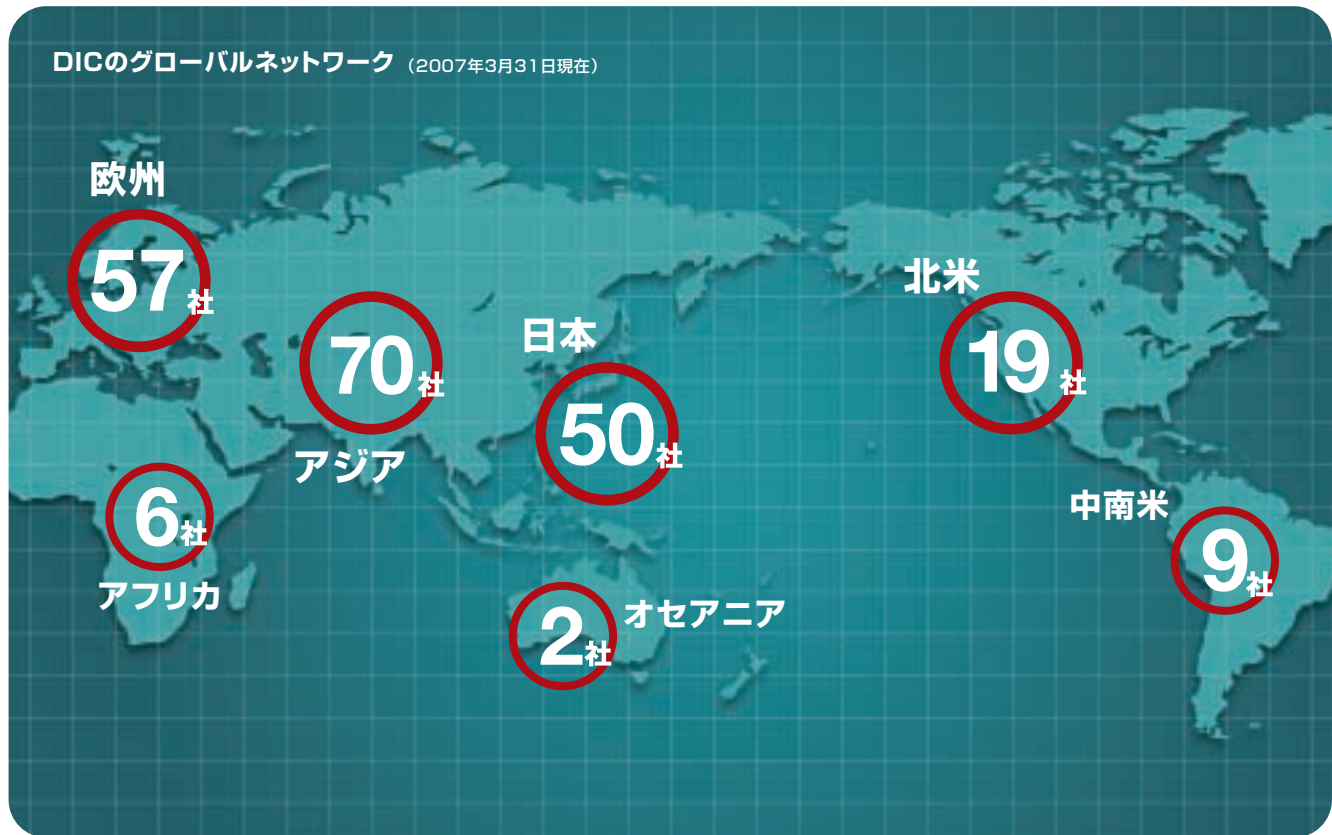 DICのグローバルネットワーク（2007年3月31日現在）
欧州
57社
70社
アジア
日本
50社
北米
19社
6社
アフリカ
2社
オセアニア
中南米
9社